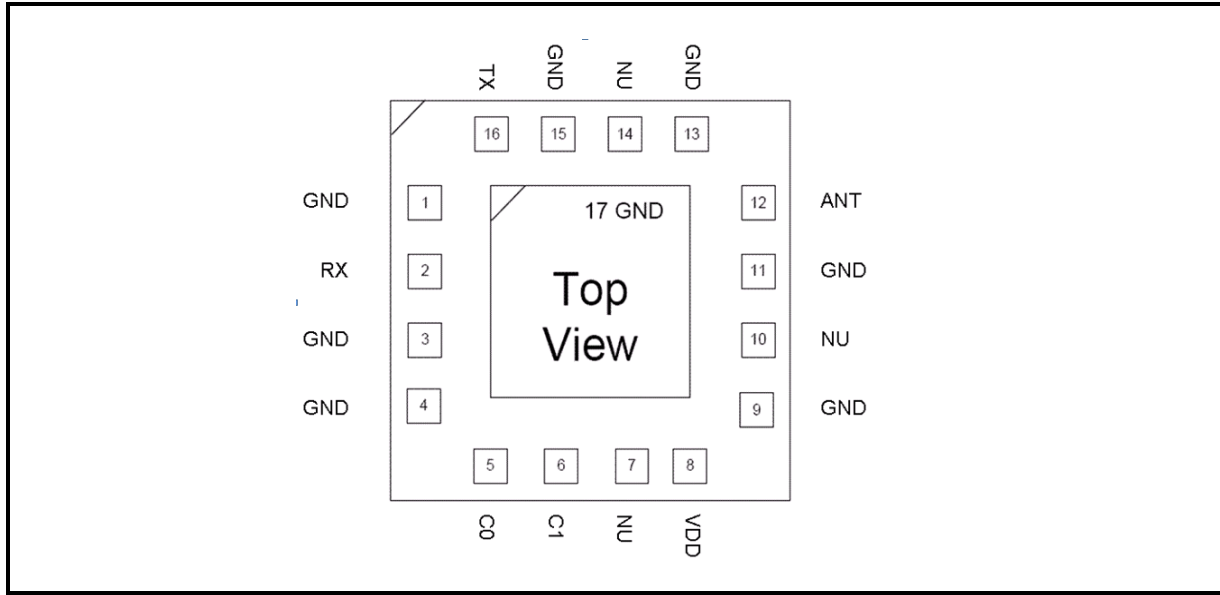 TX GND NU GND
16 15 14 13
GND 1 12 ANT
17 GND
RX 2 11 GND
Top
View
GND 3 10 NU
GND 4 9 GND
5 6 7 8
C0 C1 NU VDD